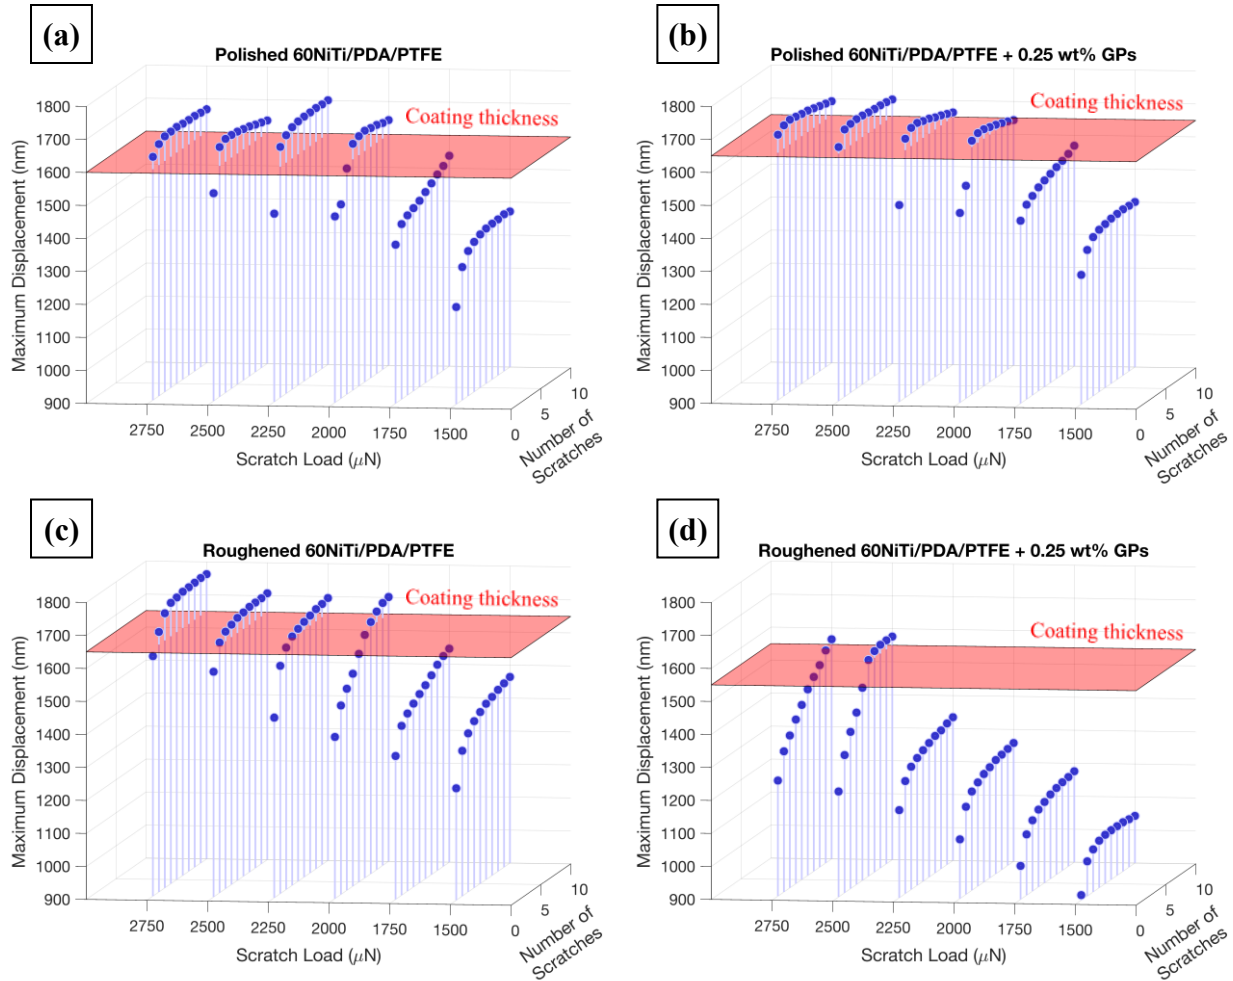 (a)
Polished 60NiTi/PDA/PTFE
Coating thickness
1800
1700
1600
1500
1400
1300
1200
1100
1000
900
Maximum Displacement (nm)
2750
2500
2250
2000
1750
1500
0
Scratch Load (μN)
5
10
Number of
Scratches
(b)
Polished 60NiTi/PDA/PTFE + 0.25 wt% GPs
Coating thickness
1800
1700
1600
1500
1400
1300
1200
1100
1000
900
Maximum Displacement (nm)
2750
2500
2250
2000
1750
1500
0
Scratch Load (μN)
5
10
Number of
Scratches
(c)
Roughened 60NiTi/PDA/PTFE
Coating thickness
1800
1700
1600
1500
1400
1300
1200
1100
1000
900
Maximum Displacement (nm)
2750
2500
2250
2000
1750
1500
0
Scratch Load (μN)
5
10
Number of
Scratches
(d)
Roughened 60NiTi/PDA/PTFE + 0.25 wt% GPs
Coating thickness
1800
1700
1600
1500
1400
1300
1200
1100
1000
900
Maximum Displacement (nm)
2750
2500
2250
2000
1750
1500
0
Scratch Load (μN)
5
10
Number of
Scratches